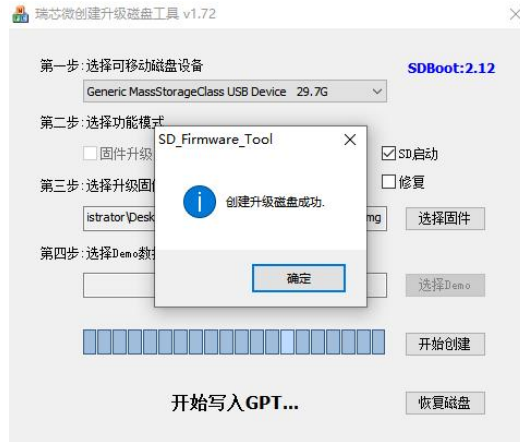 瑞芯微创建升级磁盘工具 v1.72
第一步:选择可移动磁盘设备
SDBoot:2.12
Generic MassStorageClass USB Device 29.7G
第二步:选择功能模式
SD_Firmware_Tool
固件升级
SD启动
修复
第三步:选择升级固
创建升级磁盘成功.
istrator\Desk
mg
选择固件
第四步:选择Demo数
确定
选择Demo
开始创建
开始写入GPT...
恢复磁盘